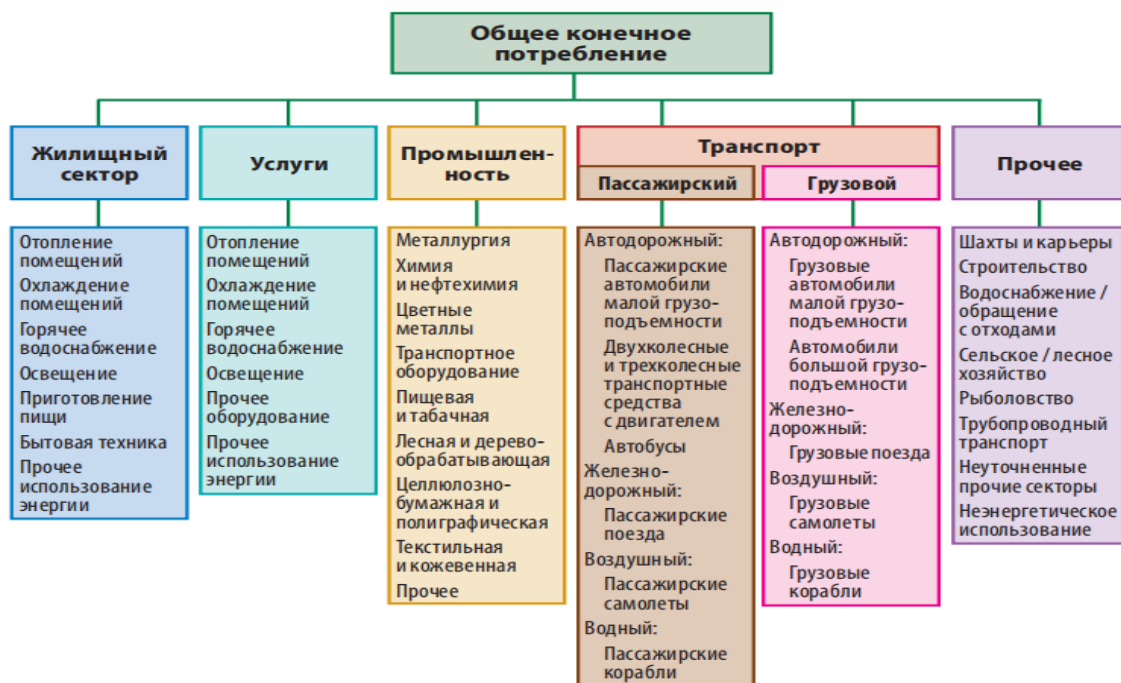 Общее конечное
потребление
Жилищный
сектор
Отопление
помещений
Охлаждение
помещений
Горячее
водоснабжение
Освещение
Приготовление
пищи
Бытовая техника
Прочее
использование
энергии
Услуги
Отопление
помещений
Охлаждение
помещений
Горячее
водоснабжение
Освещение
Прочее
оборудование
Прочее
использование
энергии
Промышлен-
ность
Металлургия
Химия
и нефтехимия
Цветные
металлы
Транспортное
оборудование
Пищевая
и табачная
Лесная и дерево-
обрабатывающая
Целлюлозно-
бумажная и
полиграфическая
Текстильная
и кожевенная
Прочее
Транспорт
Пассажирский
Автодорожный:
Пассажирские
автомобили
малой грузо-
подъемности
Двухколесные
и трехколесные
транспортные
средства
с двигателем
Автобусы
Железно-
дорожный:
Пассажирские
поезда
Воздушный:
Пассажирские
самолеты
Водный:
Пассажирские
корабли
Грузовой
Автодорожный:
Грузовые
автомобили
малой грузо-
подъемности
Автомобили
большой грузо-
подъемности
Железно-
дорожный:
Грузовые поезда
Воздушный:
Грузовые
самолеты
Водный:
Грузовые
корабли
Прочее
Шахты и карьеры
Строительство
Водоснабжение /
обращение
с отходами
Сельское / лесное
хозяйство
Рыболовство
Трубопроводный
транспорт
Неуточненные
прочие секторы
Неэнергетическое
использование